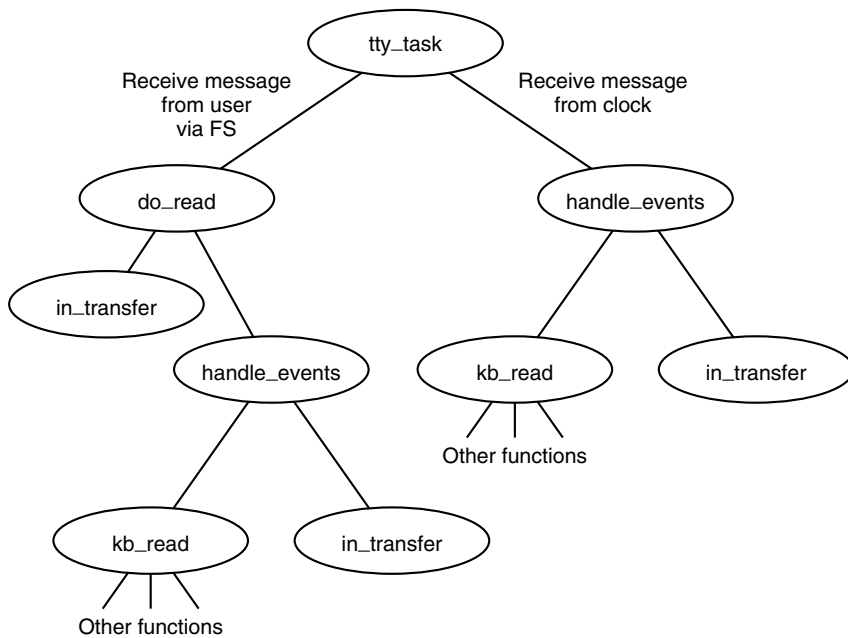 tty_task
Receive message
from user
via FS
Receive message
from clock
do_read
handle_events
in_transfer
handle_events
kb_read
in_transfer
Other functions
kb_read
in_transfer
Other functions